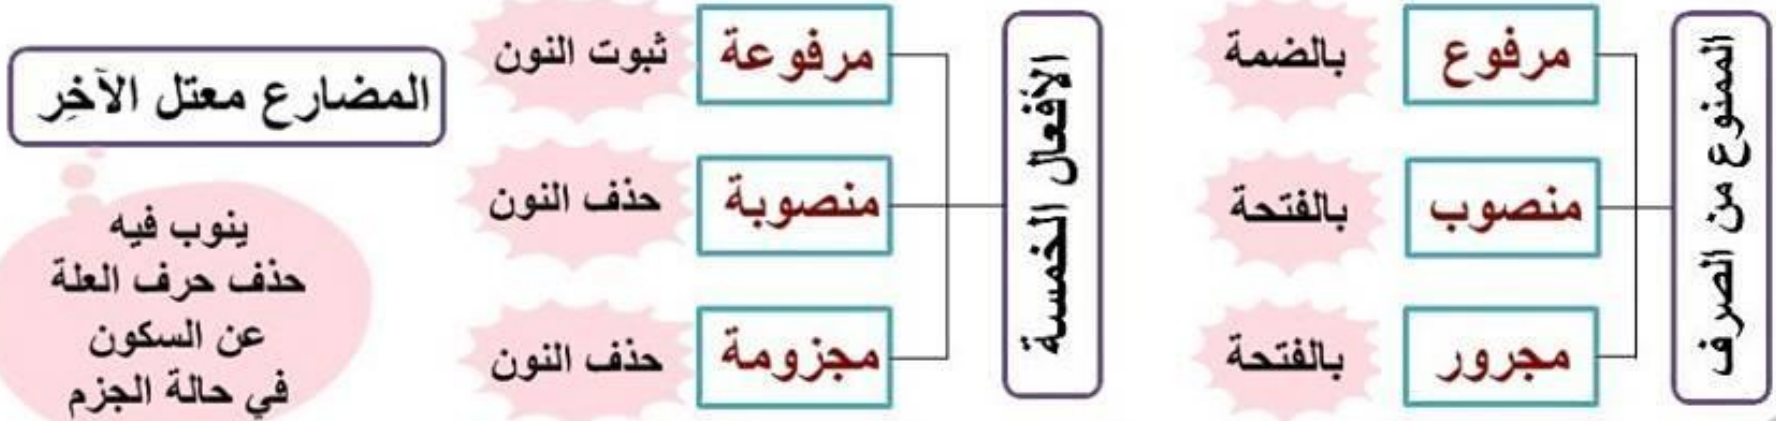 الممنوع من الصرف
مرفوع
بالضمة
منصوب
بالفتحة
مجرور
بالفتحة
الأفعال الخمسة
مرفوعة
ثبوت النون
منصوبة
حذف النون
مجزومة
حذف النون
المضارع معتل الآخِر
ينوب فيه
حذف حرف العلة
عن السكون
في حالة الجزم